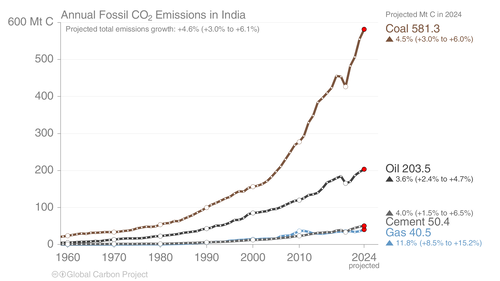 Annual Fossil CO₂ Emissions in India
Projected total emissions growth: +4.6% (+3.0% to +6.1%)
Projected Mt C in 2024
600 Mt C
500
400
300
200
100
0
Coal 581.3
▲ 4.5% (+3.0% to +6.0%)
Oil 203.5
▲ 3.6% (+2.4% to +4.7%)
▲ 4.0% (+1.5% to +6.5%)
Cement 50.4
Gas 40.5
▲ 11.8% (+8.5% to +15.2%)
1960 1970 1980 1990 2000 2010 2024
projected
Global Carbon Project